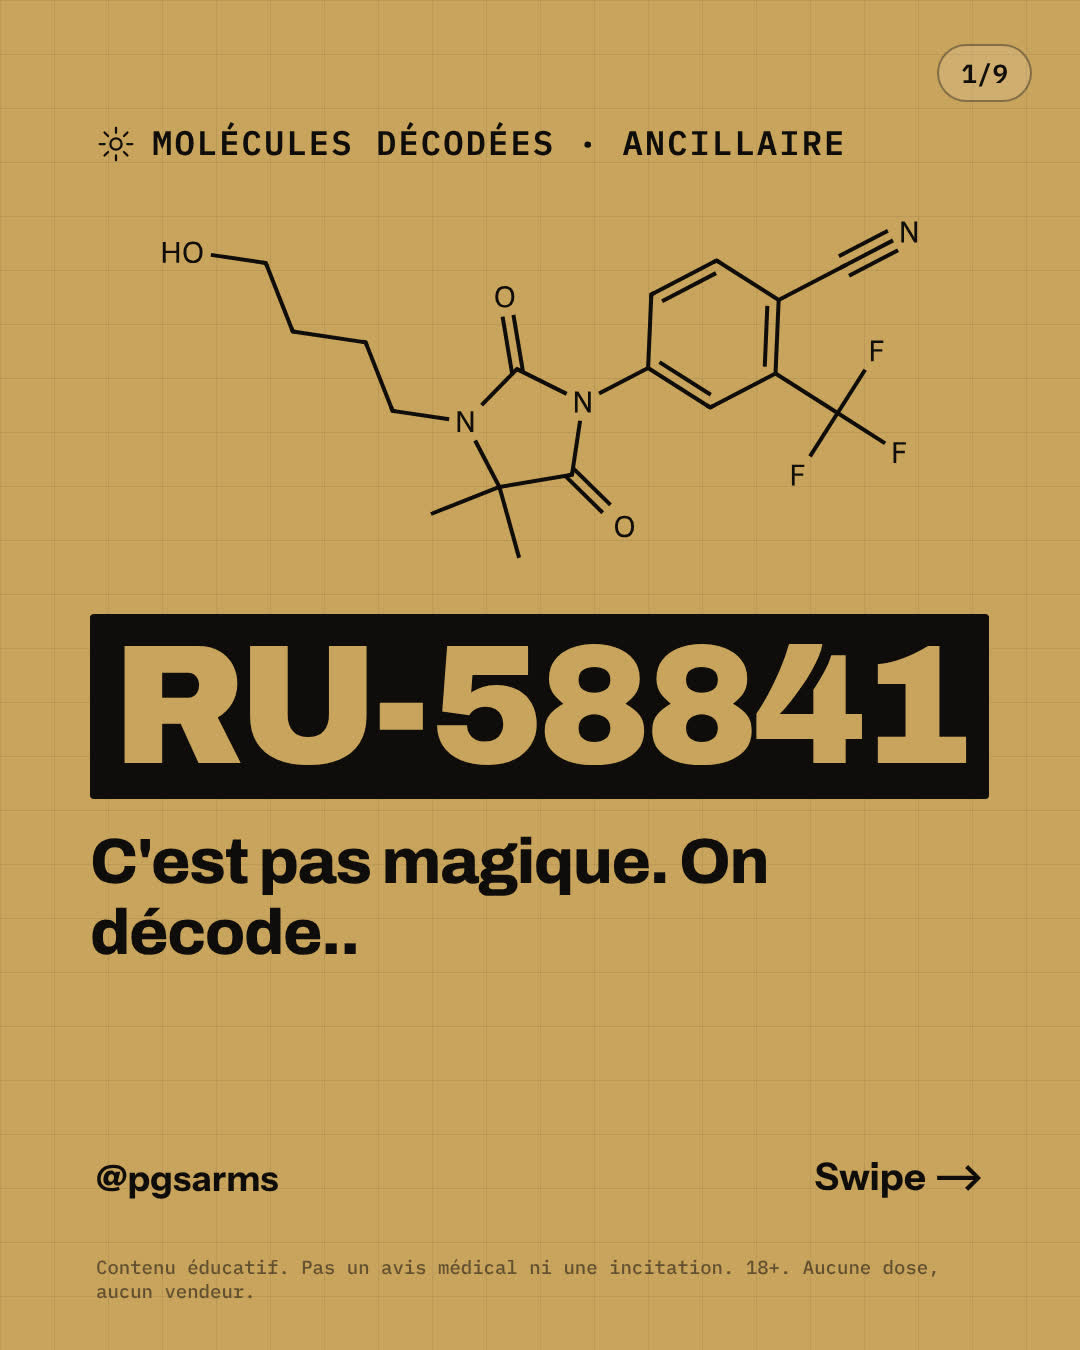 1/9
MOLÉCULES DÉCODÉES · ANCILLAIRE
HO
N
O
F
N
N
F
F
O
RU-58841
C'est pas magique. On
décode..
@pgsarms
Swipe →
Contenu éducatif. Pas un avis médical ni une incitation. 18+. Aucune dose,
aucun vendeur.